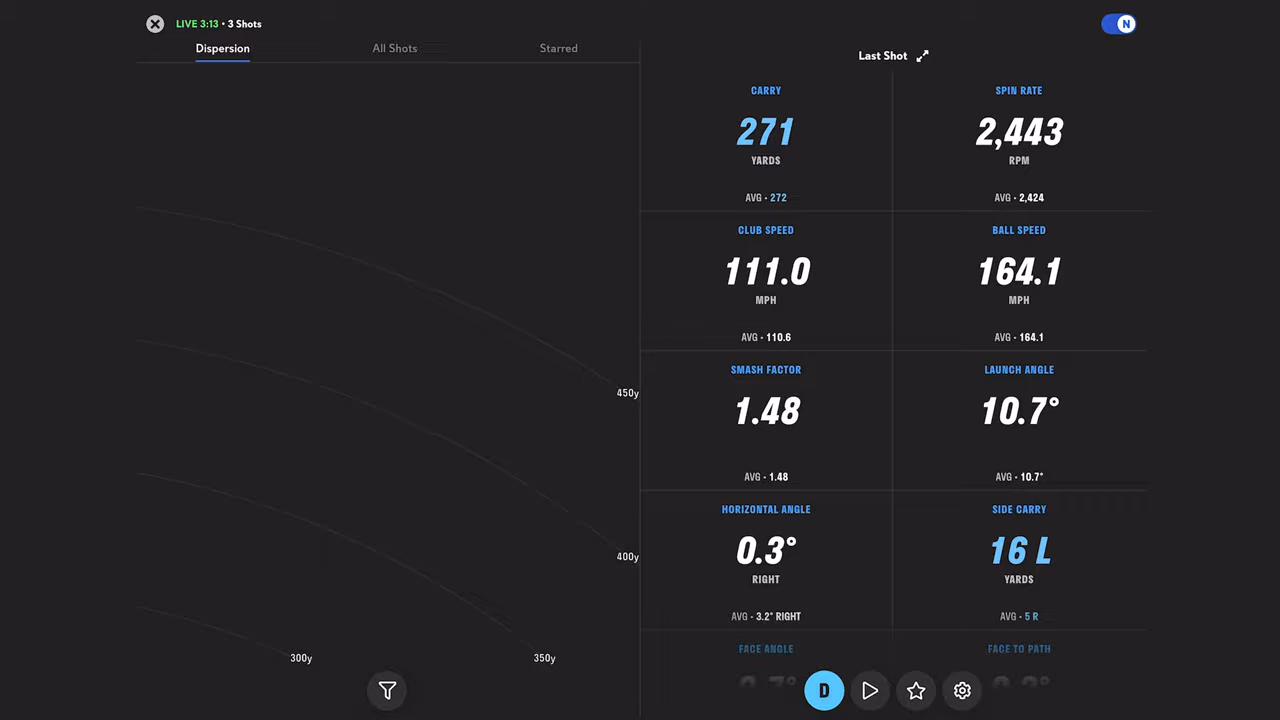 LIVE 3:13 • 3 Shots
N
Dispersion
All Shots
Starred
450y
400y
350y
300y
Last Shot
CARRY
271
YARDS
AVG - 272
SPIN RATE
2,443
RPM
AVG - 2,424
CLUB SPEED
111.0
MPH
AVG - 110.6
BALL SPEED
164.1
MPH
AVG - 164.1
SMASH FACTOR
1.48
AVG - 1.48
LAUNCH ANGLE
10.7°
AVG - 10.7°
HORIZONTAL ANGLE
0.3°
RIGHT
AVG - 3.2° RIGHT
SIDE CARRY
16 L
YARDS
AVG - 5 R
FACE ANGLE
FACE TO PATH
D